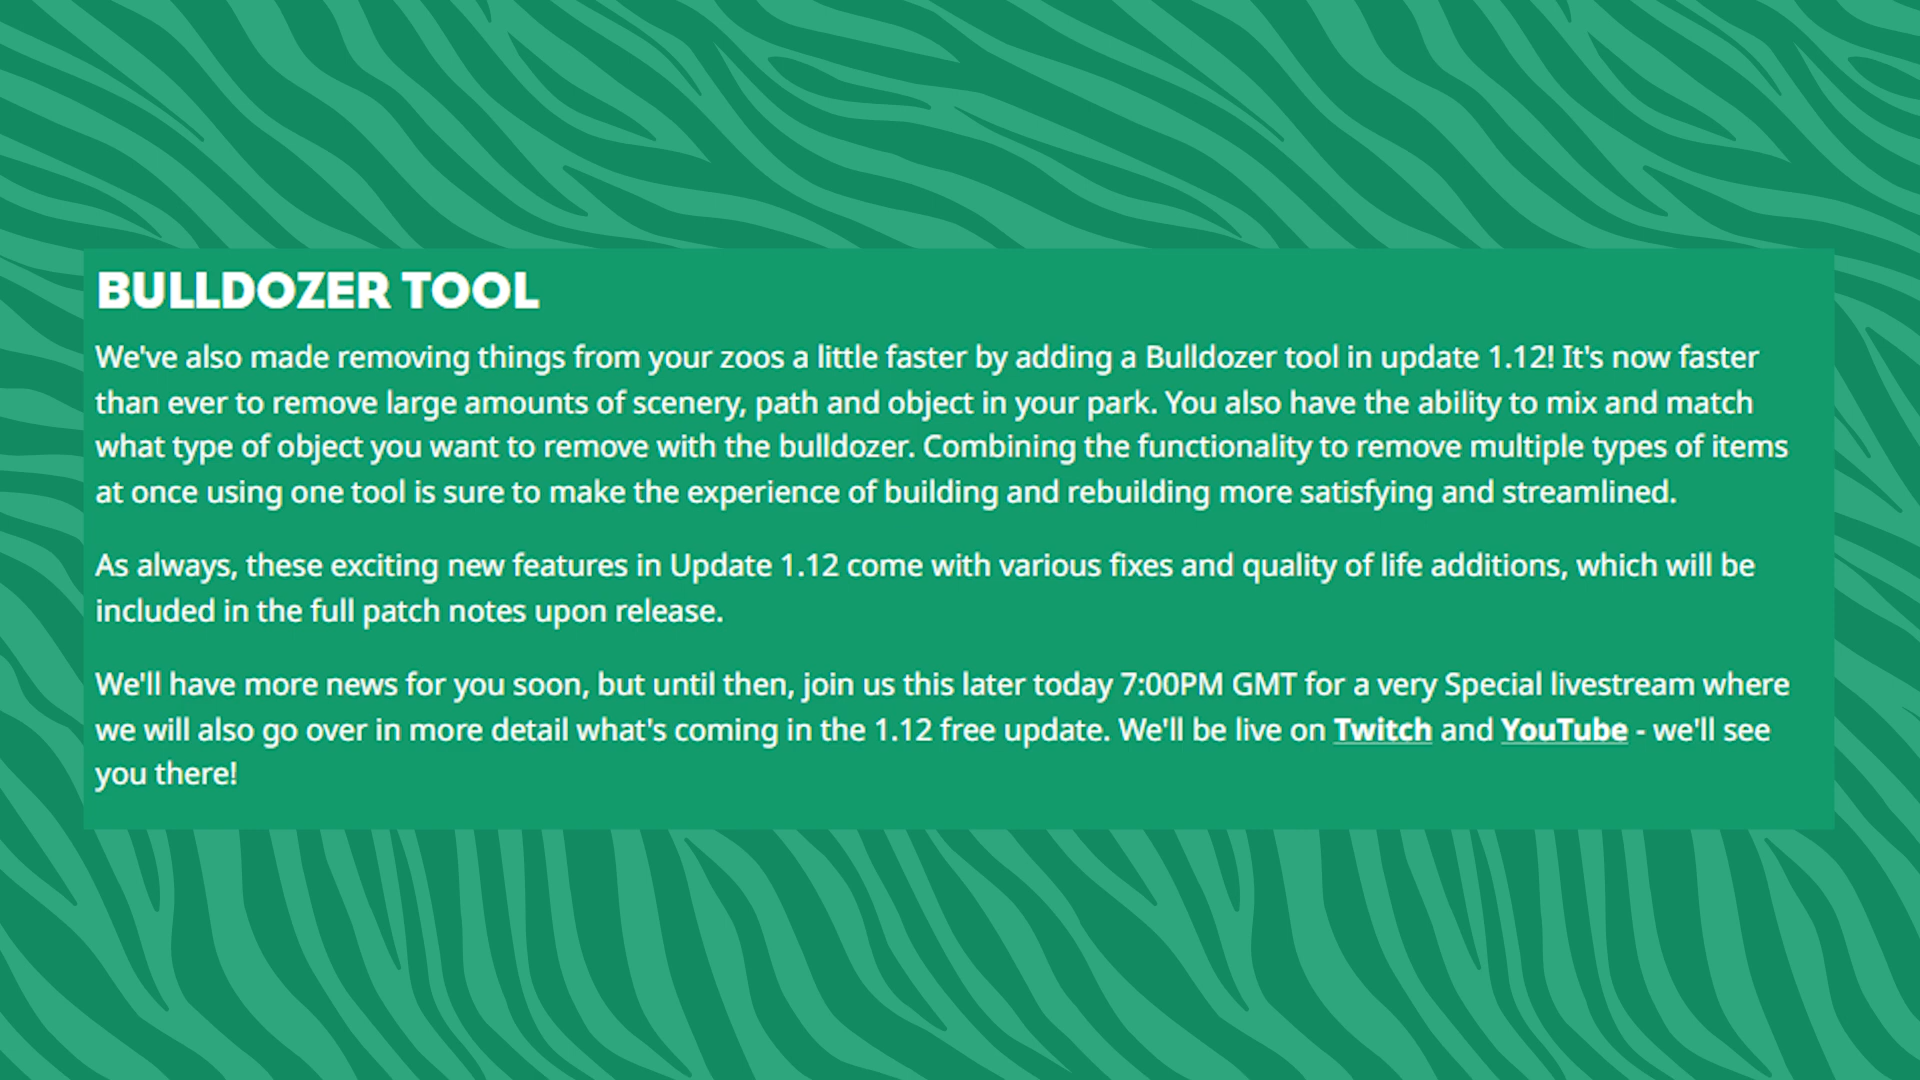 BULLDOZER TOOL
We've also made removing things from your zoos a little faster by adding a Bulldozer tool in update 1.12! It's now faster
than ever to remove large amounts of scenery, path and object in your park. You also have the ability to mix and match
what type of object you want to remove with the bulldozer. Combining the functionality to remove multiple types of items
at once using one tool is sure to make the experience of building and rebuilding more satisfying and streamlined.
As always, these exciting new features in Update 1.12 come with various fixes and quality of life additions, which will be
included in the full patch notes upon release.
We'll have more news for you soon, but until then, join us this later today 7:00PM GMT for a very Special livestream where
we will also go over in more detail what's coming in the 1.12 free update. We'll be live on Twitch and YouTube - we'll see
you there!